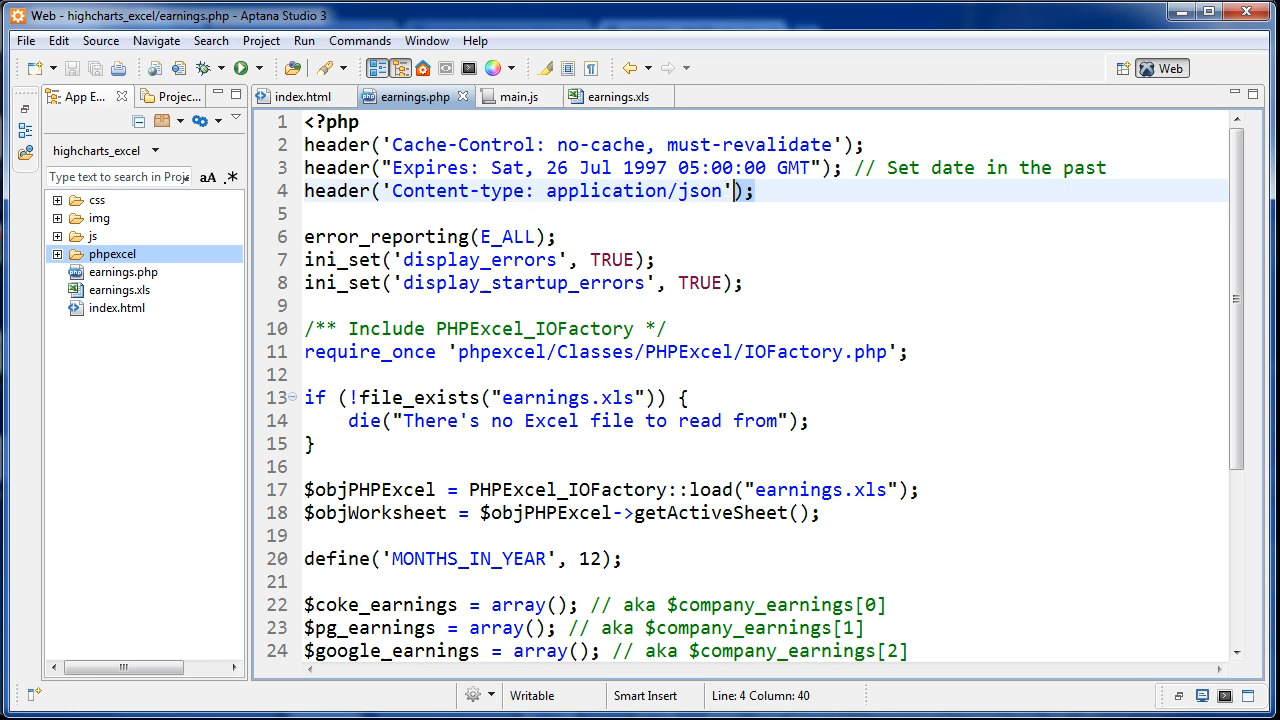 Web - highcharts_excel/earnings.php - Aptana Studio 3
File Edit Source Navigate Search Project Run Commands Window Help
Web
App E... Projec...
index.html earnings.php main.js earnings.xls
highcharts_excel
Type text to search in Proje aA .*
css
img
js
phpexcel
earnings.php
earnings.xls
index.html
1 <?php
2 header('Cache-Control: no-cache, must-revalidate');
3 header("Expires: Sat, 26 Jul 1997 05:00:00 GMT"); // Set date in the past
4 header('Content-type: application/json');
5
6 error_reporting(E_ALL);
7 ini_set('display_errors', TRUE);
8 ini_set('display_startup_errors', TRUE);
9
10 /** Include PHPExcel_IOFactory */
11 require_once 'phpexcel/Classes/PHPExcel/IOFactory.php';
12
13 if (!file_exists("earnings.xls")) {
14 die("There's no Excel file to read from");
15 }
16
17 $objPHPExcel = PHPExcel_IOFactory::load("earnings.xls");
18 $objWorksheet = $objPHPExcel->getActiveSheet();
19
20 define('MONTHS_IN_YEAR', 12);
21
22 $coke_earnings = array(); // aka $company_earnings[0]
23 $pg_earnings = array(); // aka $company_earnings[1]
24 $google_earnings = array(); // aka $company_earnings[2]
Writable Smart Insert Line: 4 Column: 40